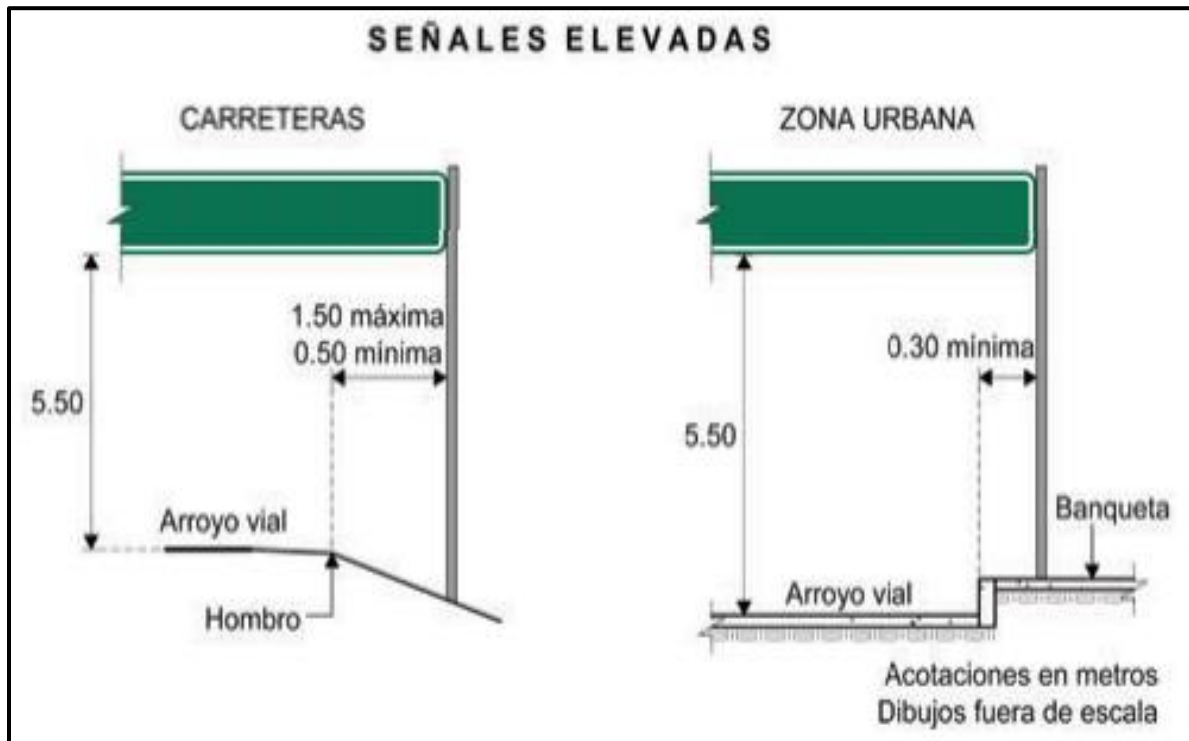 SEÑALES ELEVADAS
CARRETERAS
1.50 máxima
0.50 mínima
5.50
Arroyo vial
Hombro
ZONA URBANA
0.30 mínima
5.50
Banqueta
Arroyo vial
Acotaciones en metros
Dibujos fuera de escala